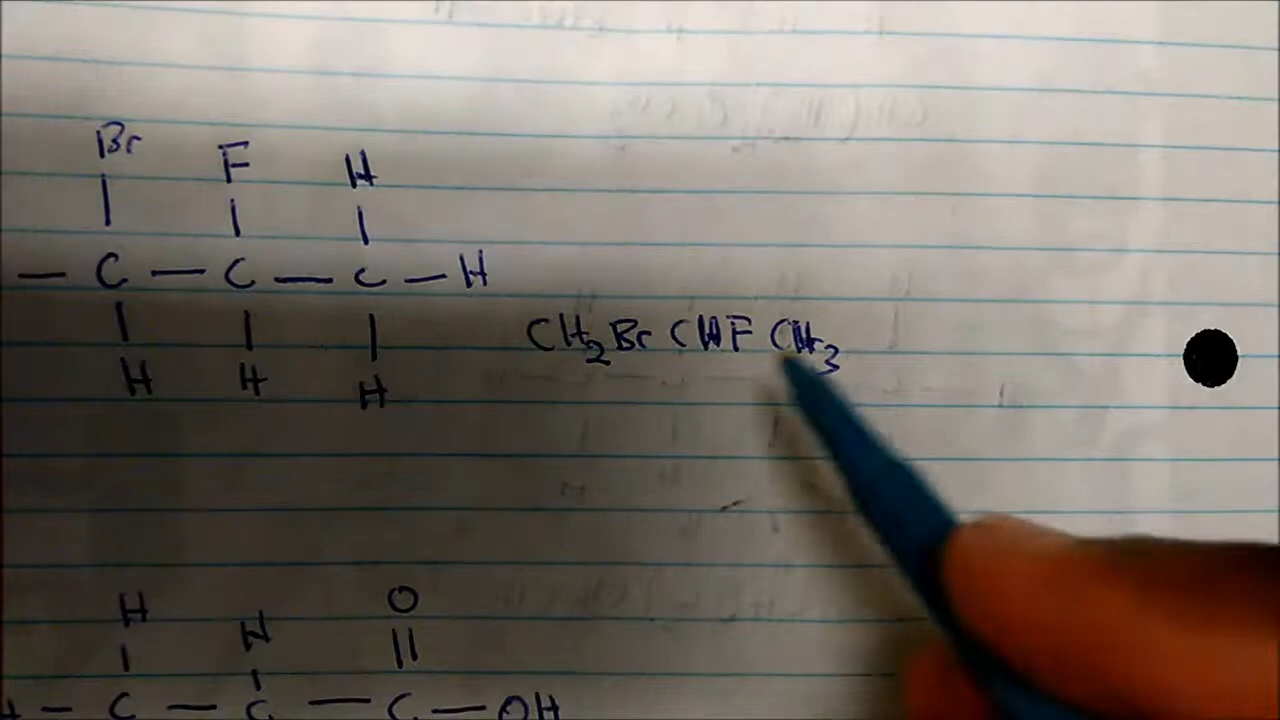 Br F H
— C — C — C — H
CH₂Br CHF CH₃
H H H
O
H H
— C — C — C — OH